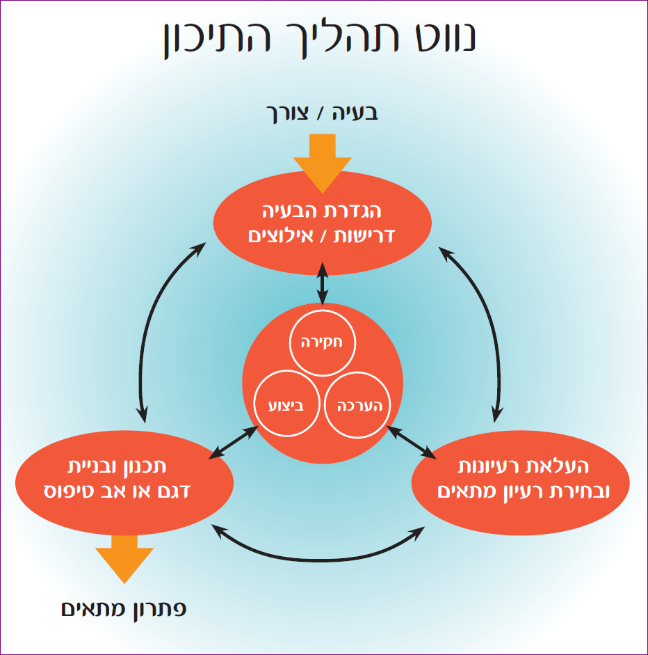 נווט תהליך התיכון
בעיה / צורך
הגדרת הבעיה
דרישות / אילוצים
חקירה
הערכה
ביצוע
העלאת רעיונות
ובחירת רעיון מתאים
תכנון ובניית
דגם או אב טיפוס
פתרון מתאים